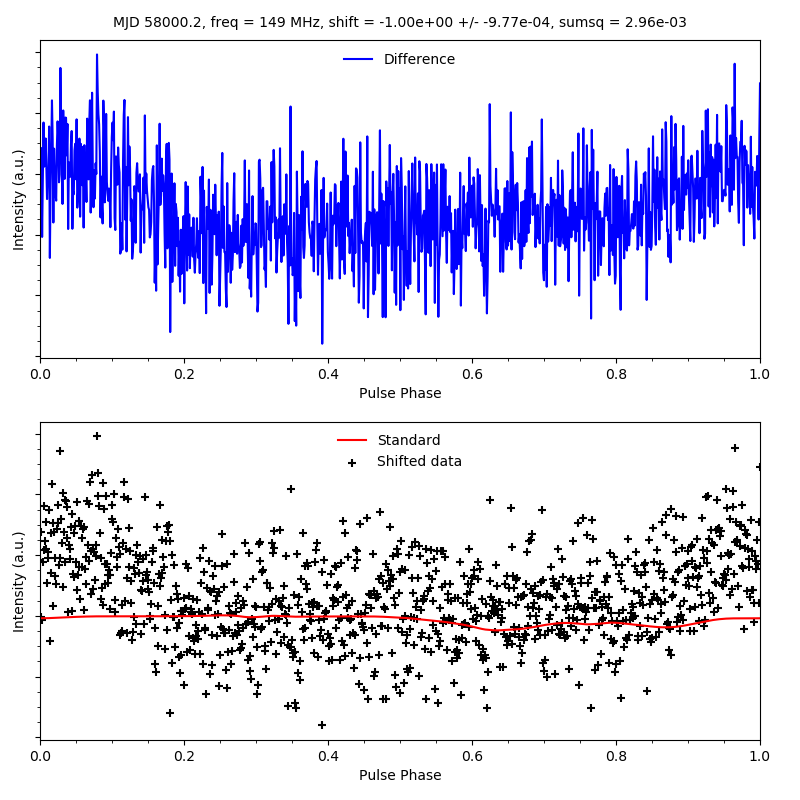 MJD 58000.2, freq = 149 MHz, shift = -1.00e+00 +/- -9.77e-04, sumsq = 2.96e-03
Difference
Intensity (a.u.)
0.0 0.2 0.4 0.6 0.8 1.0
Pulse Phase
Standard
Shifted data
Intensity (a.u.)
0.0 0.2 0.4 0.6 0.8 1.0
Pulse Phase